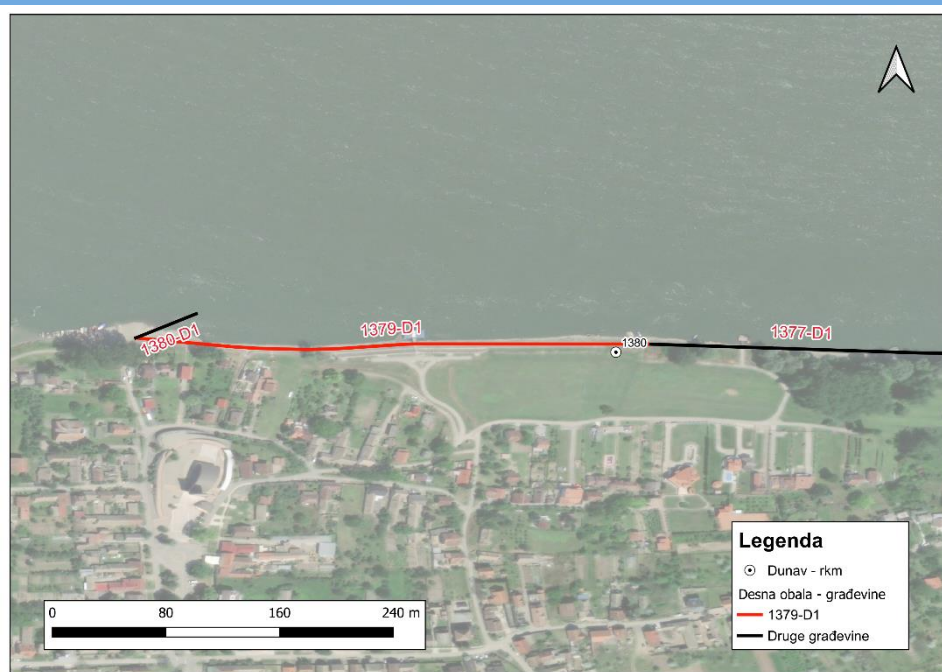 1380-D1
1379-D1
1380
1377-D1
Legenda
Dunav - rkm
Desna obala - građevine
1379-D1
Druge građevine
0 80 160 240 m